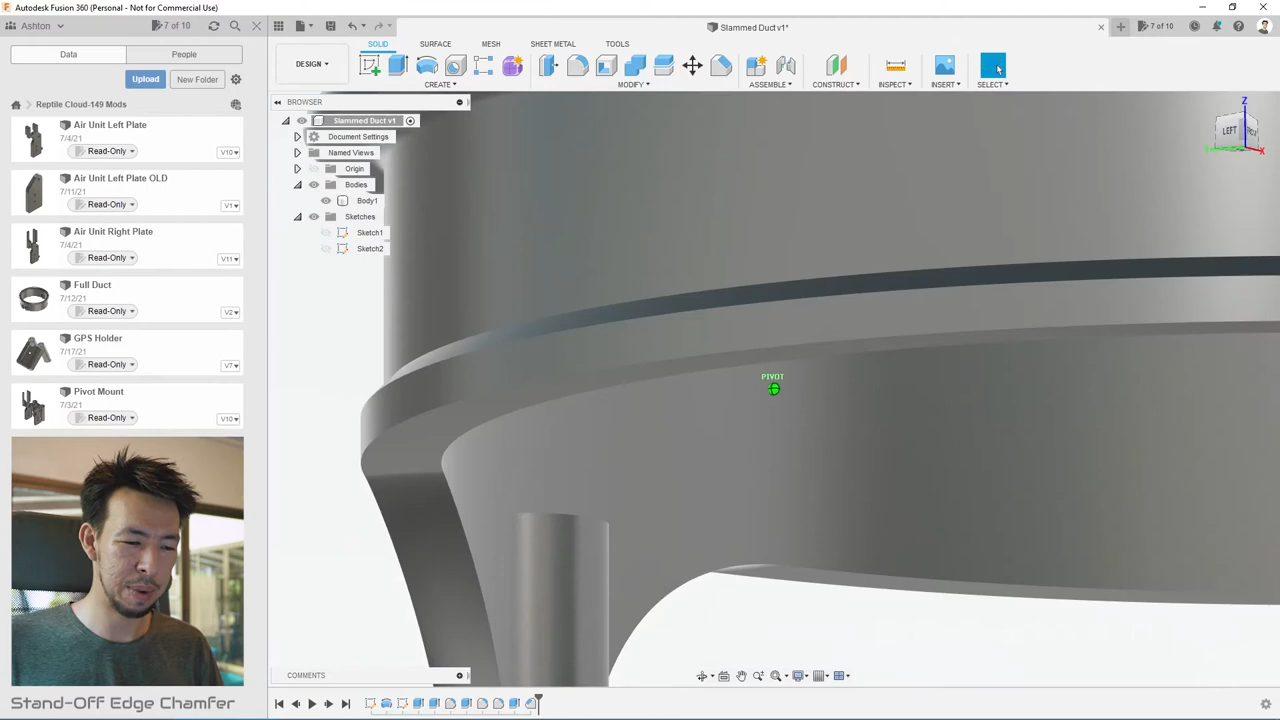 Autodesk Fusion 360 (Personal - Not for Commercial Use)
Ashton
7 of 10
Slammed Duct v1*
7 of 10
Data
People
SOLID
SURFACE
MESH
SHEET METAL
TOOLS
DESIGN
CREATE
MODIFY
ASSEMBLE
CONSTRUCT
INSPECT
INSERT
SELECT
Upload
New Folder
Reptile Cloud-149 Mods
Air Unit Left Plate
7/4/21
Read-Only
V10
Air Unit Left Plate OLD
7/11/21
Read-Only
V1
Air Unit Right Plate
7/4/21
Read-Only
V11
Full Duct
7/12/21
Read-Only
V2
GPS Holder
7/17/21
Read-Only
V7
Pivot Mount
7/3/21
Read-Only
V10
BROWSER
Slammed Duct v1
Document Settings
Named Views
Origin
Bodies
Body1
Sketches
Sketch1
Sketch2
Z
LEFT
X
PIVOT
COMMENTS
Stand-Off Edge Chamfer